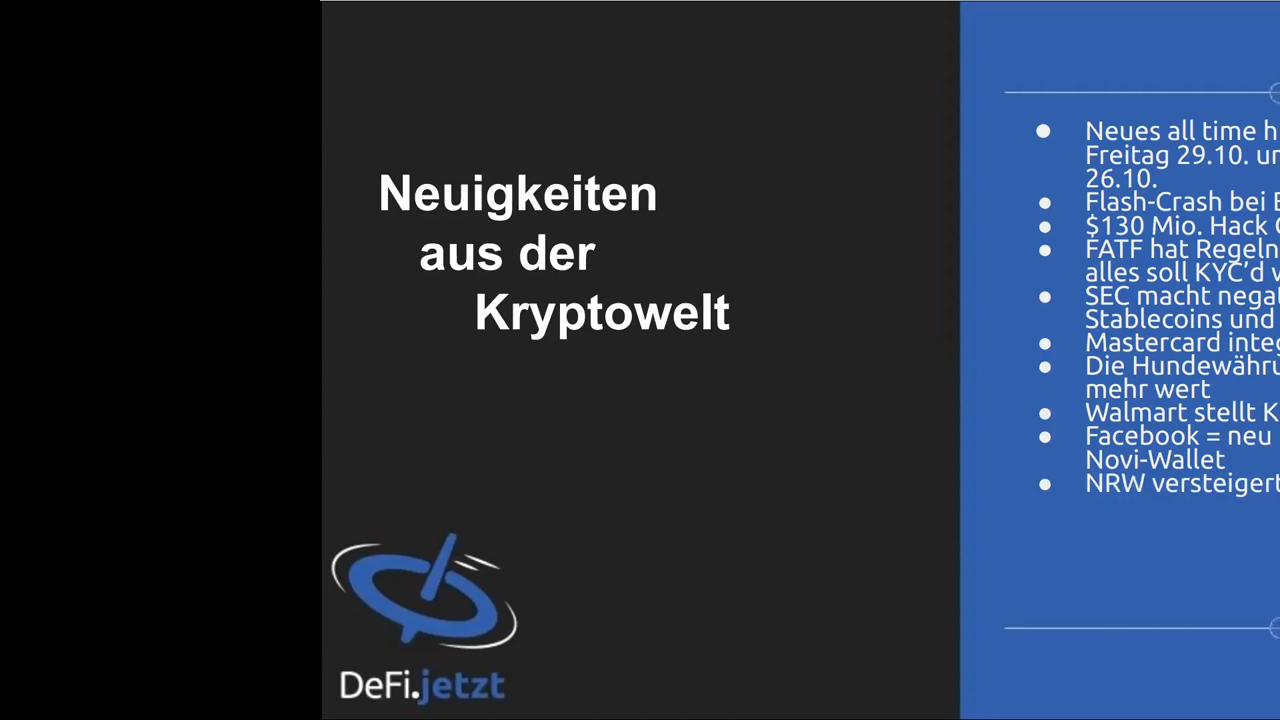 Neuigkeiten
aus der
Kryptowelt
DeFi.jetzt
Neues all time h
Freitag 29.10. u
26.10.
Flash-Crash bei
$130 Mio. Hack
FATF hat Regeln
alles soll KYC'd
SEC macht nega
Stablecoins und
Mastercard inte
Die Hundewähru
mehr wert
Walmart stellt K
Facebook = neu
Novi-Wallet
NRW versteigert